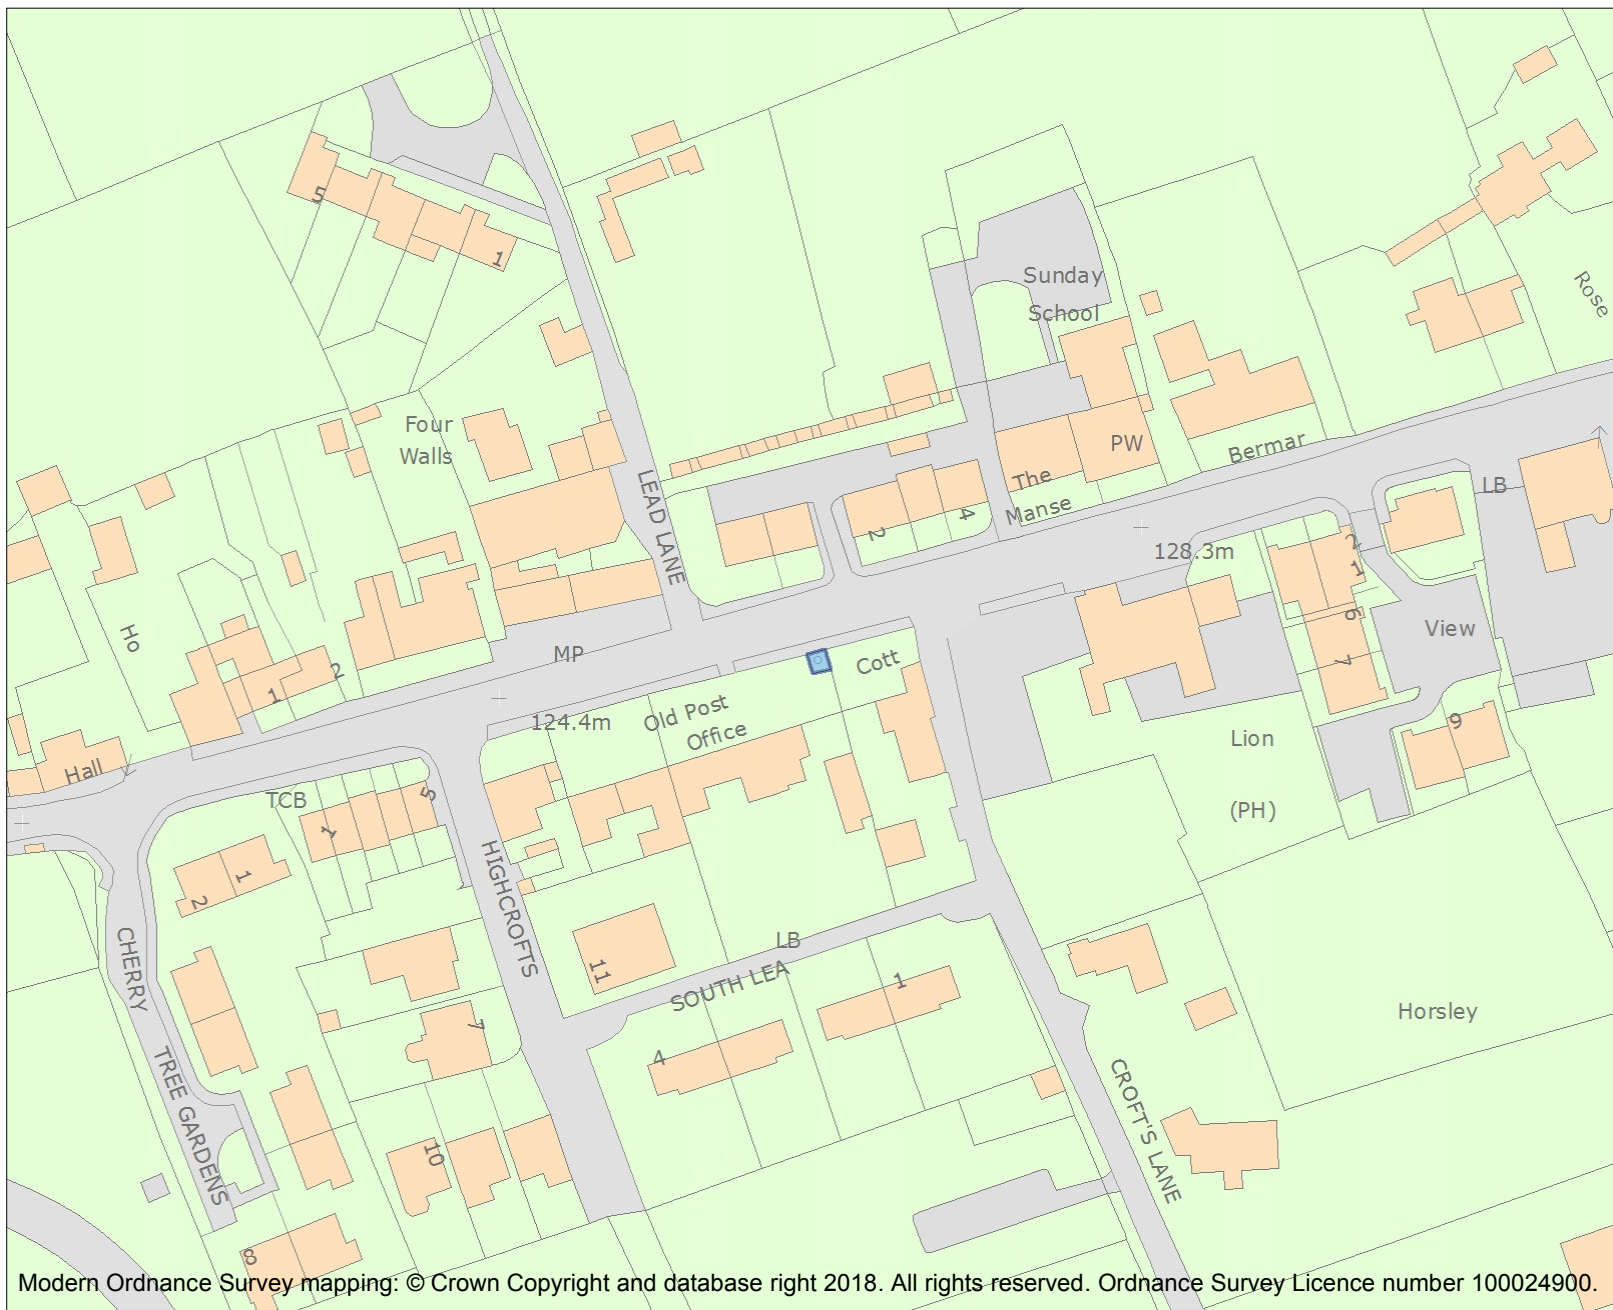 5
1
Sunday
School
Rose
Four
Walls
PW
Bermar
The
Manse
LB
LEAD LANE
2
4
128.3m
2
1
6
7
View
Ho
MP
Cott
1
2
124.4m
Old Post
Office
Lion
(PH)
9
Hall
TCB
1
5
2
1
HIGHCROFTS
CHERRY
TREE GARDENS
11
LB
SOUTH LEA
1
4
7
10
8
Horsley
CROFT'S LANE
Modern Ordnance Survey mapping: © Crown Copyright and database right 2018. All rights reserved. Ordnance Survey Licence number 100024900.